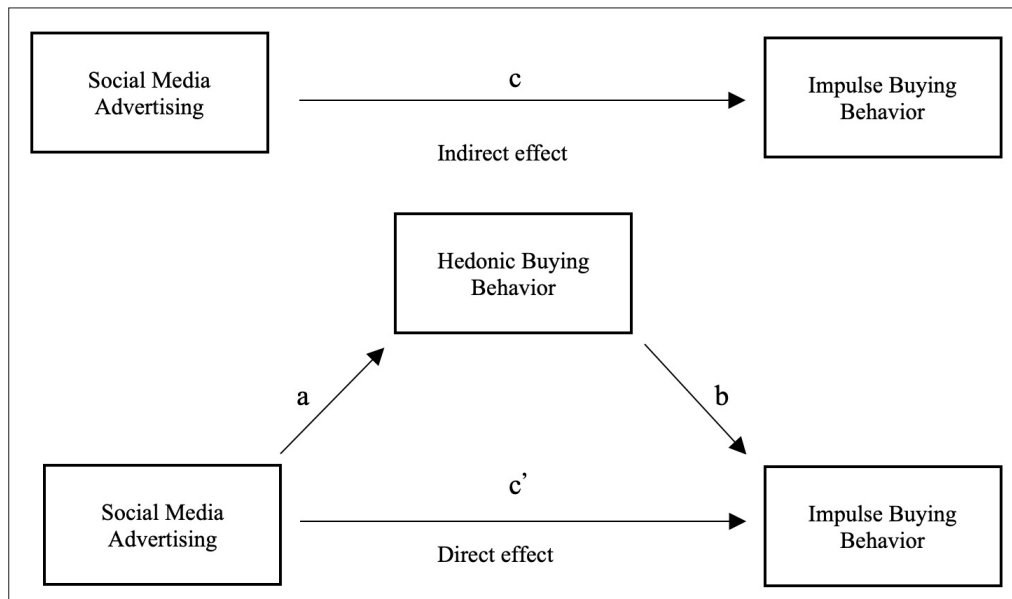 Social Media
Advertising
c
Impulse Buying
Behavior
Indirect effect
Hedonic Buying
Behavior
a
b
Social Media
Advertising
c’
Impulse Buying
Behavior
Direct effect